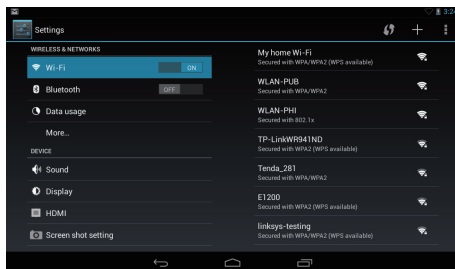 3:24
Settings
WIRELESS & NETWORKS
Wi-Fi ON
Bluetooth OFF
Data usage
More...
DEVICE
Sound
Display
HDMI
Screen shot setting
My home Wi-Fi
Secured with WPA/WPA2 (WPS available)
WLAN-PUB
Secured with WPA/WPA2
WLAN-PHI
Secured with 802.1x
TP-LinkWR941ND
Secured with WPA2 (WPS available)
Tenda_281
Secured with WPA/WPA2
E1200
Secured with WPA2 (WPS available)
linksys-testing
Secured with WPA/WPA2 (WPS available)